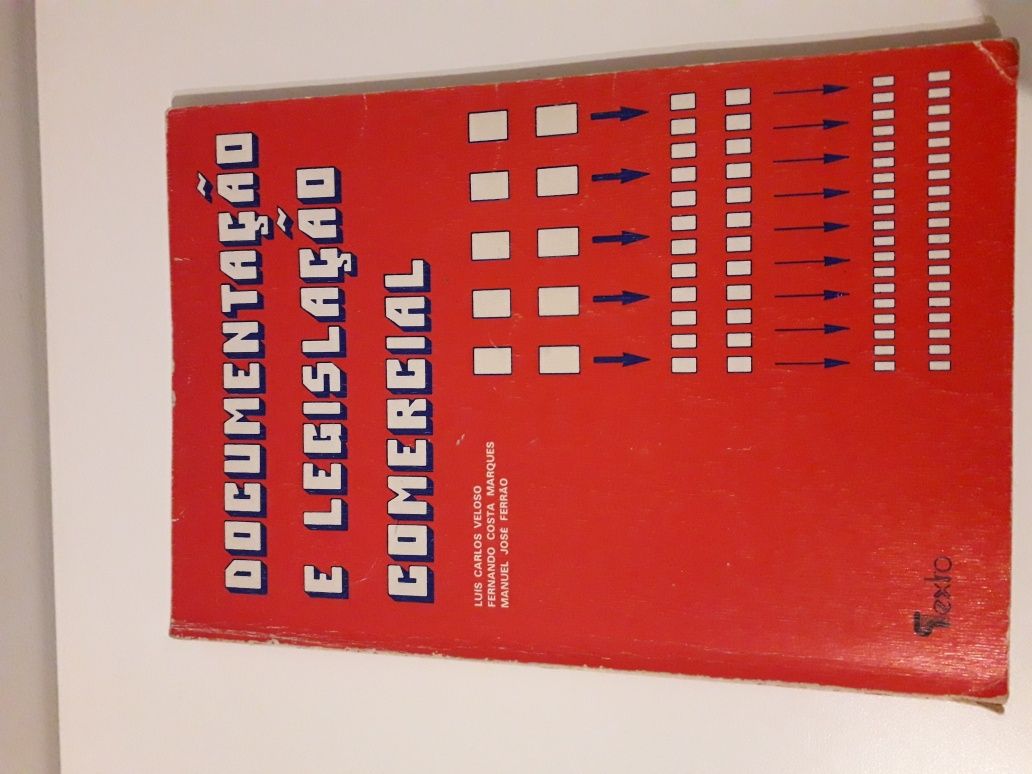 DOCUMENTAÇÃO
E LEGISLAÇÃO
COMERCIAL
LUIS CARLOS VELOSO
FERNANDO COSTA MARQUES
MANUEL JOSÉ FERRÃO
Texto